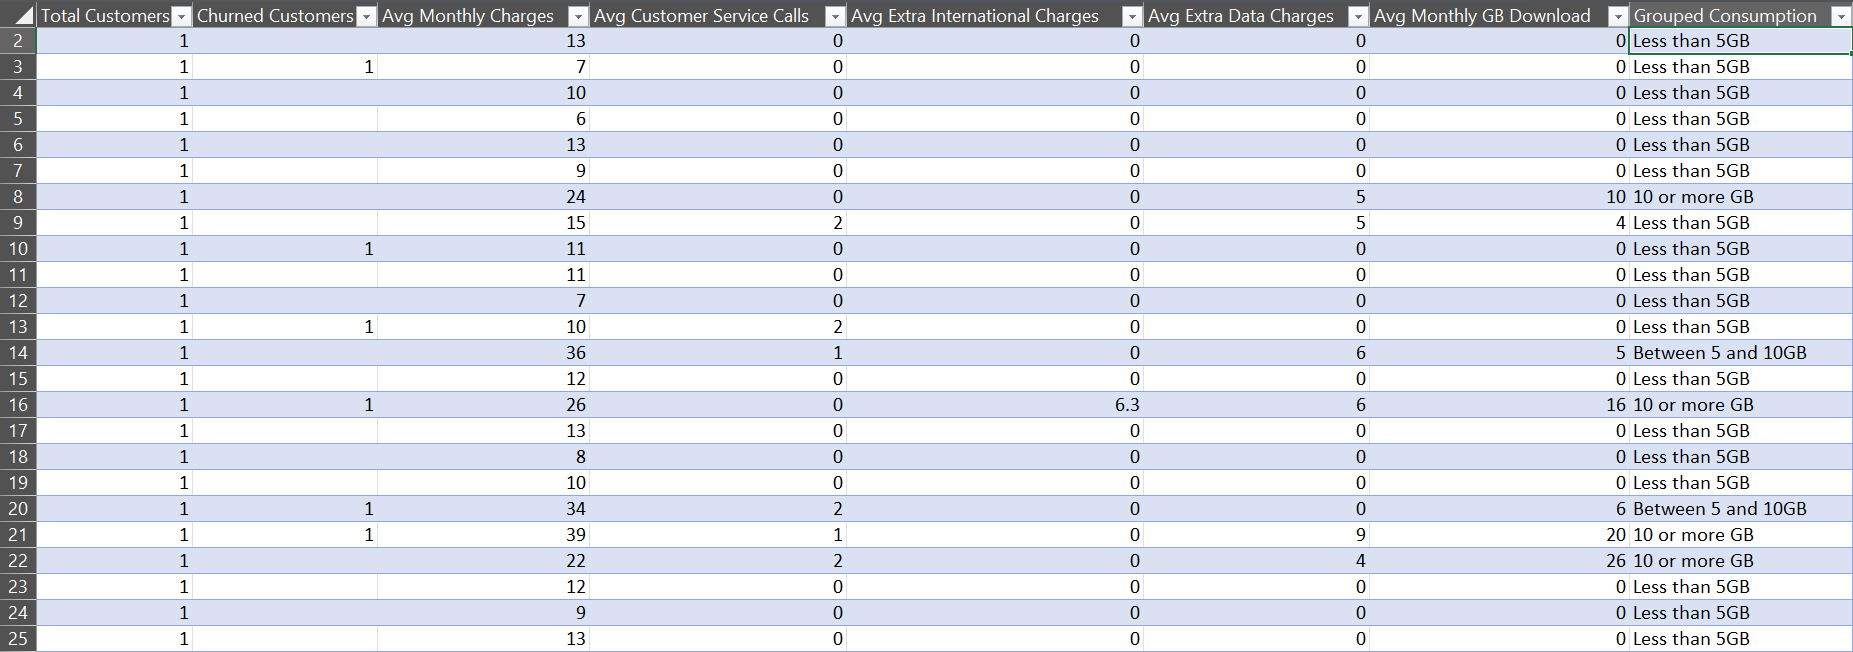 Total Customers Churned Customers Avg Monthly Charges Avg Customer Service Calls Avg Extra International Charges Avg Extra Data Charges Avg Monthly GB Download Grouped Consumption
2 1 13 0 0 0 0 Less than 5GB
3 1 1 7 0 0 0 0 Less than 5GB
4 1 10 0 0 0 0 Less than 5GB
5 1 6 0 0 0 0 Less than 5GB
6 1 13 0 0 0 0 Less than 5GB
7 1 9 0 0 0 0 Less than 5GB
8 1 24 0 0 5 10 10 or more GB
9 1 15 2 0 5 4 Less than 5GB
10 1 1 11 0 0 0 0 Less than 5GB
11 1 11 0 0 0 0 Less than 5GB
12 1 7 0 0 0 0 Less than 5GB
13 1 1 10 2 0 0 0 Less than 5GB
14 1 36 1 0 6 5 Between 5 and 10GB
15 1 12 0 0 0 0 Less than 5GB
16 1 1 26 0 6.3 6 16 10 or more GB
17 1 13 0 0 0 0 Less than 5GB
18 1 8 0 0 0 0 Less than 5GB
19 1 10 0 0 0 0 Less than 5GB
20 1 1 34 2 0 0 6 Between 5 and 10GB
21 1 1 39 1 0 9 20 10 or more GB
22 1 22 2 0 4 26 10 or more GB
23 1 12 0 0 0 0 Less than 5GB
24 1 9 0 0 0 0 Less than 5GB
25 1 13 0 0 0 0 Less than 5GB